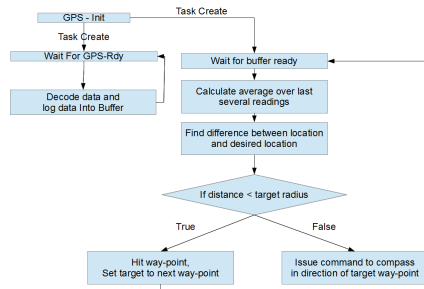 GPS - Init
Task Create
Task Create
Wait For GPS-Rdy
Wait for buffer ready
Decode data and
log data Into Buffer
Calculate average over last
several readings
Find difference between location
and desired location
If distance < target radius
True
False
Hit way-point,
Set target to next way-point
Issue command to compass
in direction of target way-point